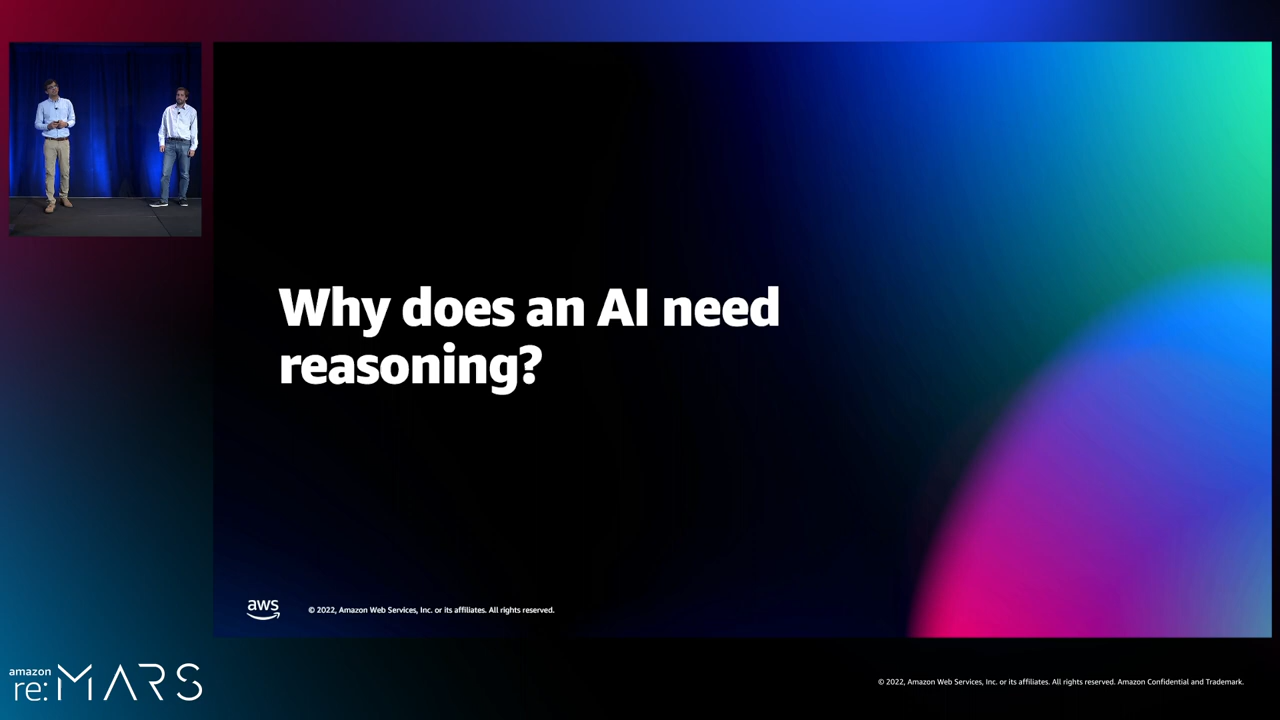 Why does an AI need
reasoning?
aws
© 2022, Amazon Web Services, Inc. or its affiliates. All rights reserved.
amazon
re:MARS
© 2022, Amazon Web Services, Inc. or its affiliates. All rights reserved. Amazon Confidential and Trademark.